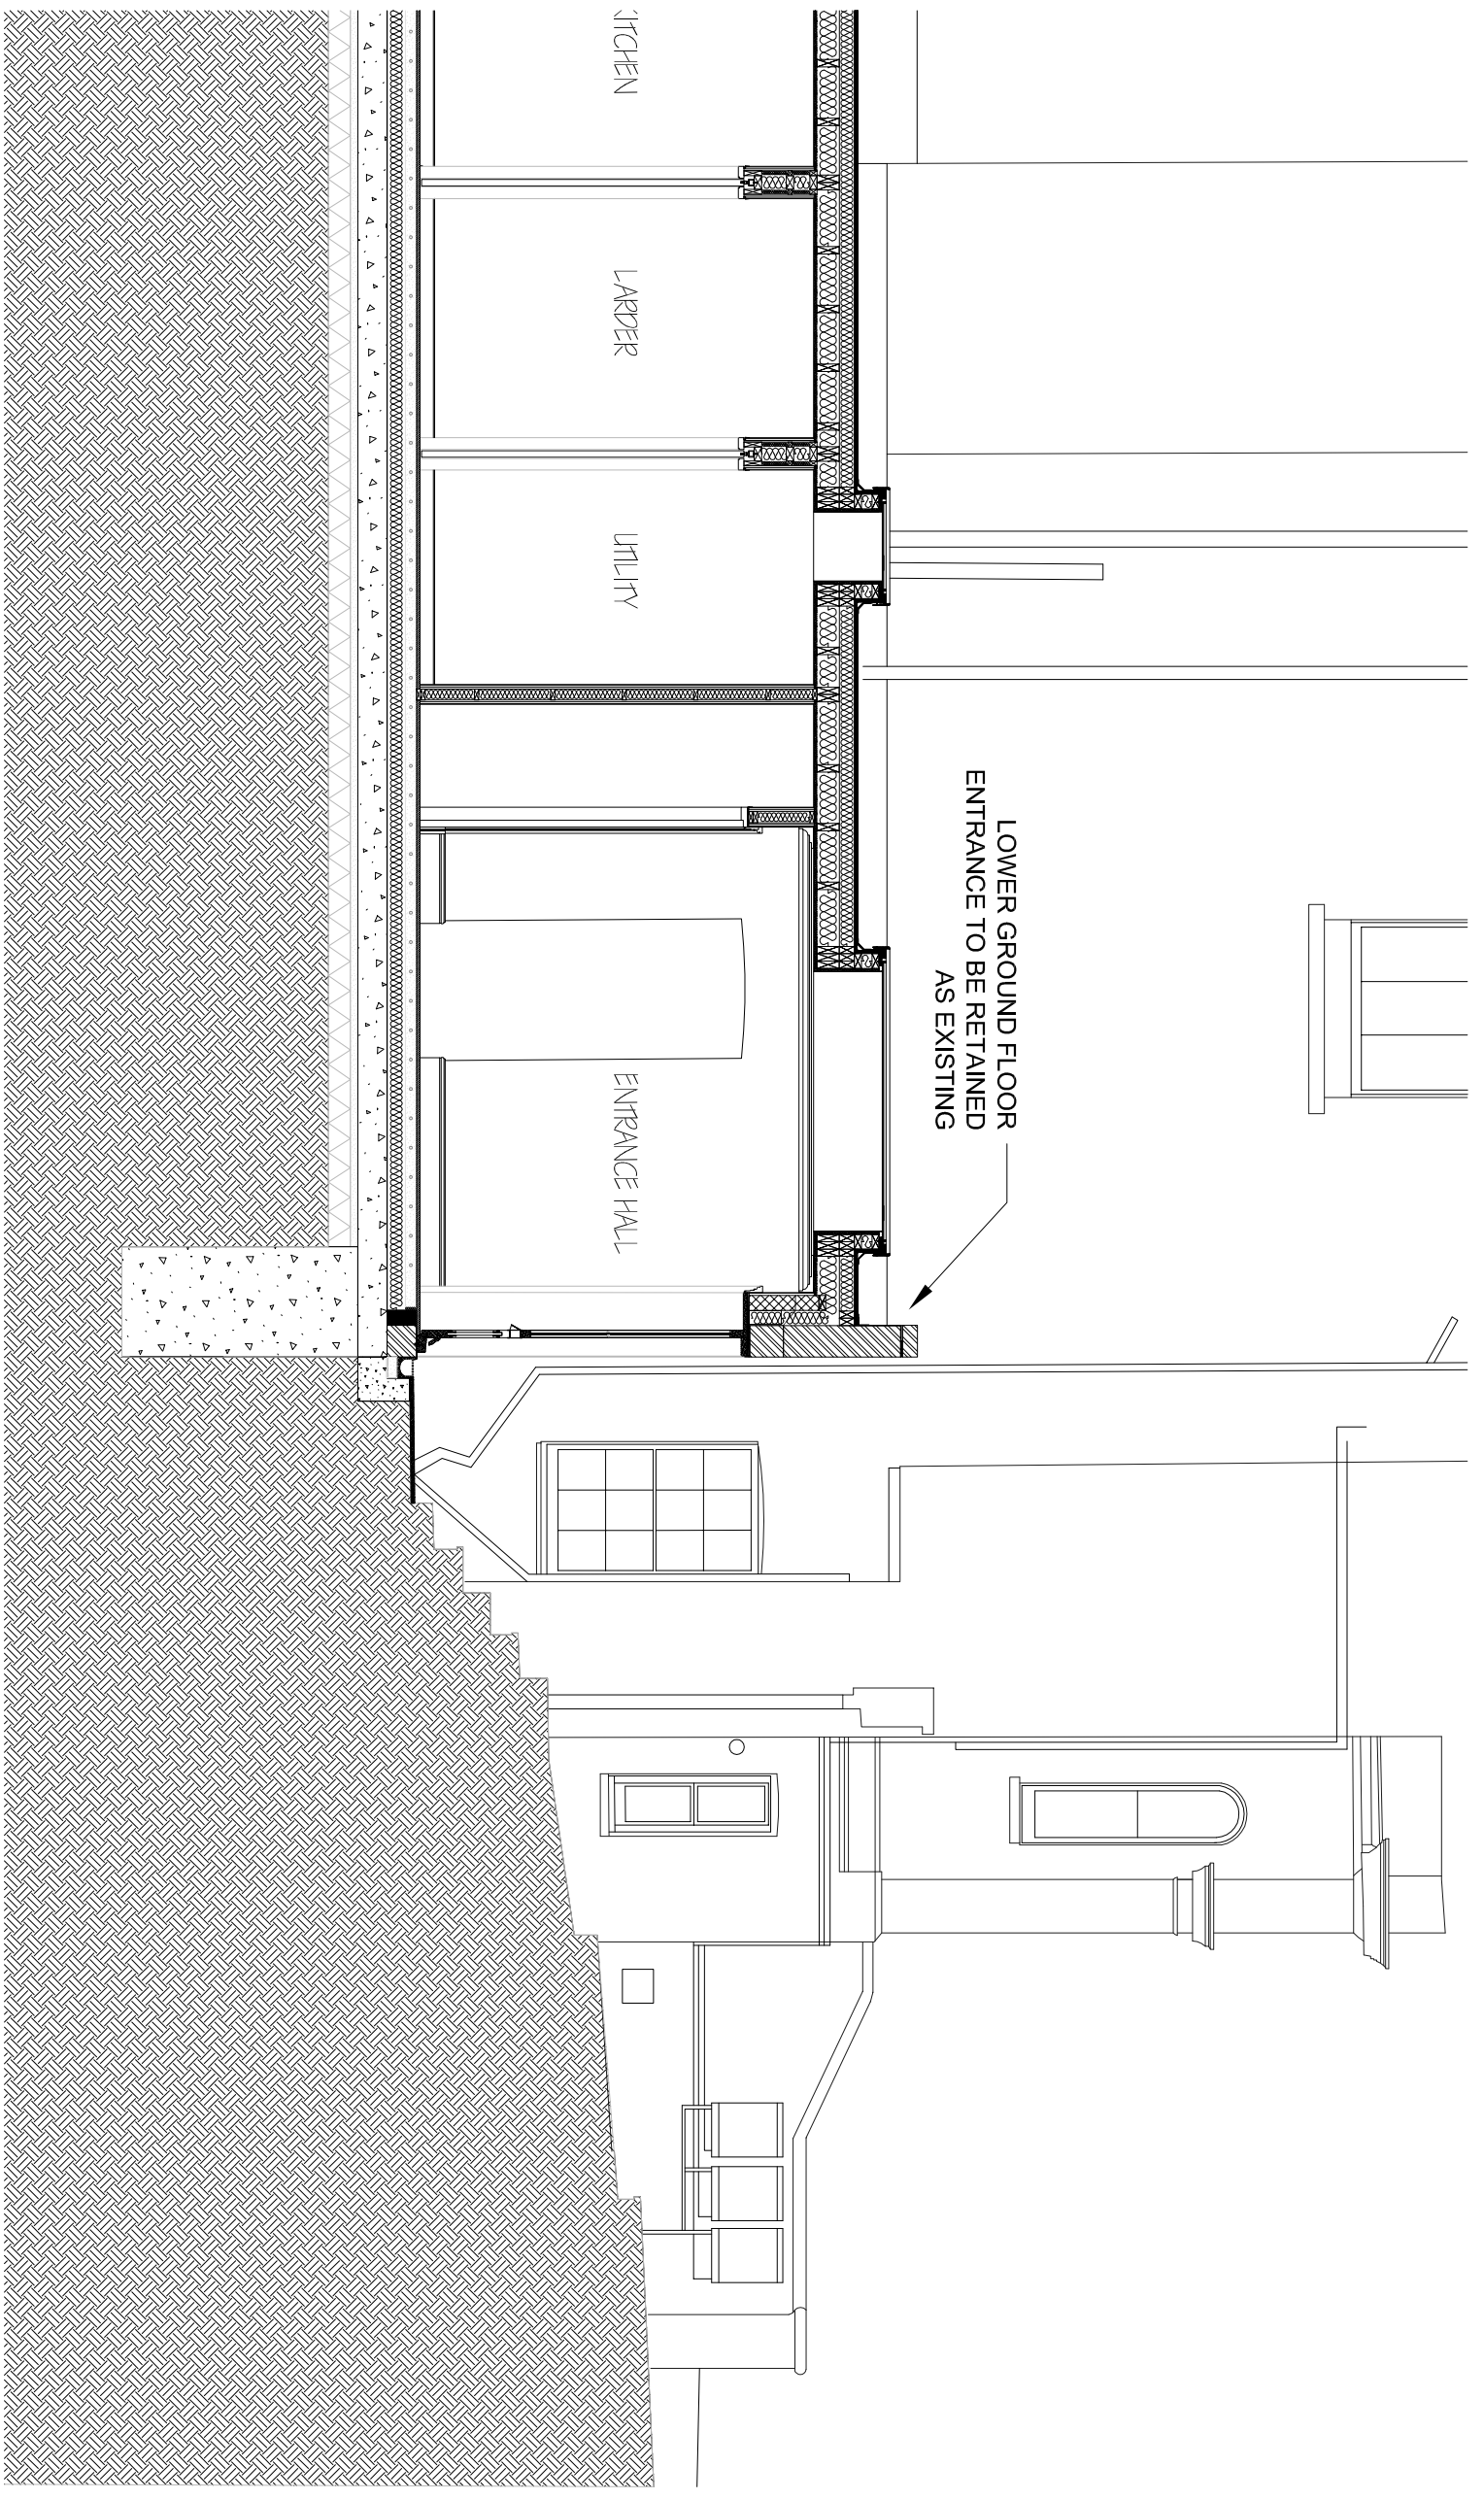 KITCHEN
LARDER
UTILITY
ENTRANCE HALL
LOWER GROUND FLOOR
ENTRANCE TO BE RETAINED
AS EXISTING